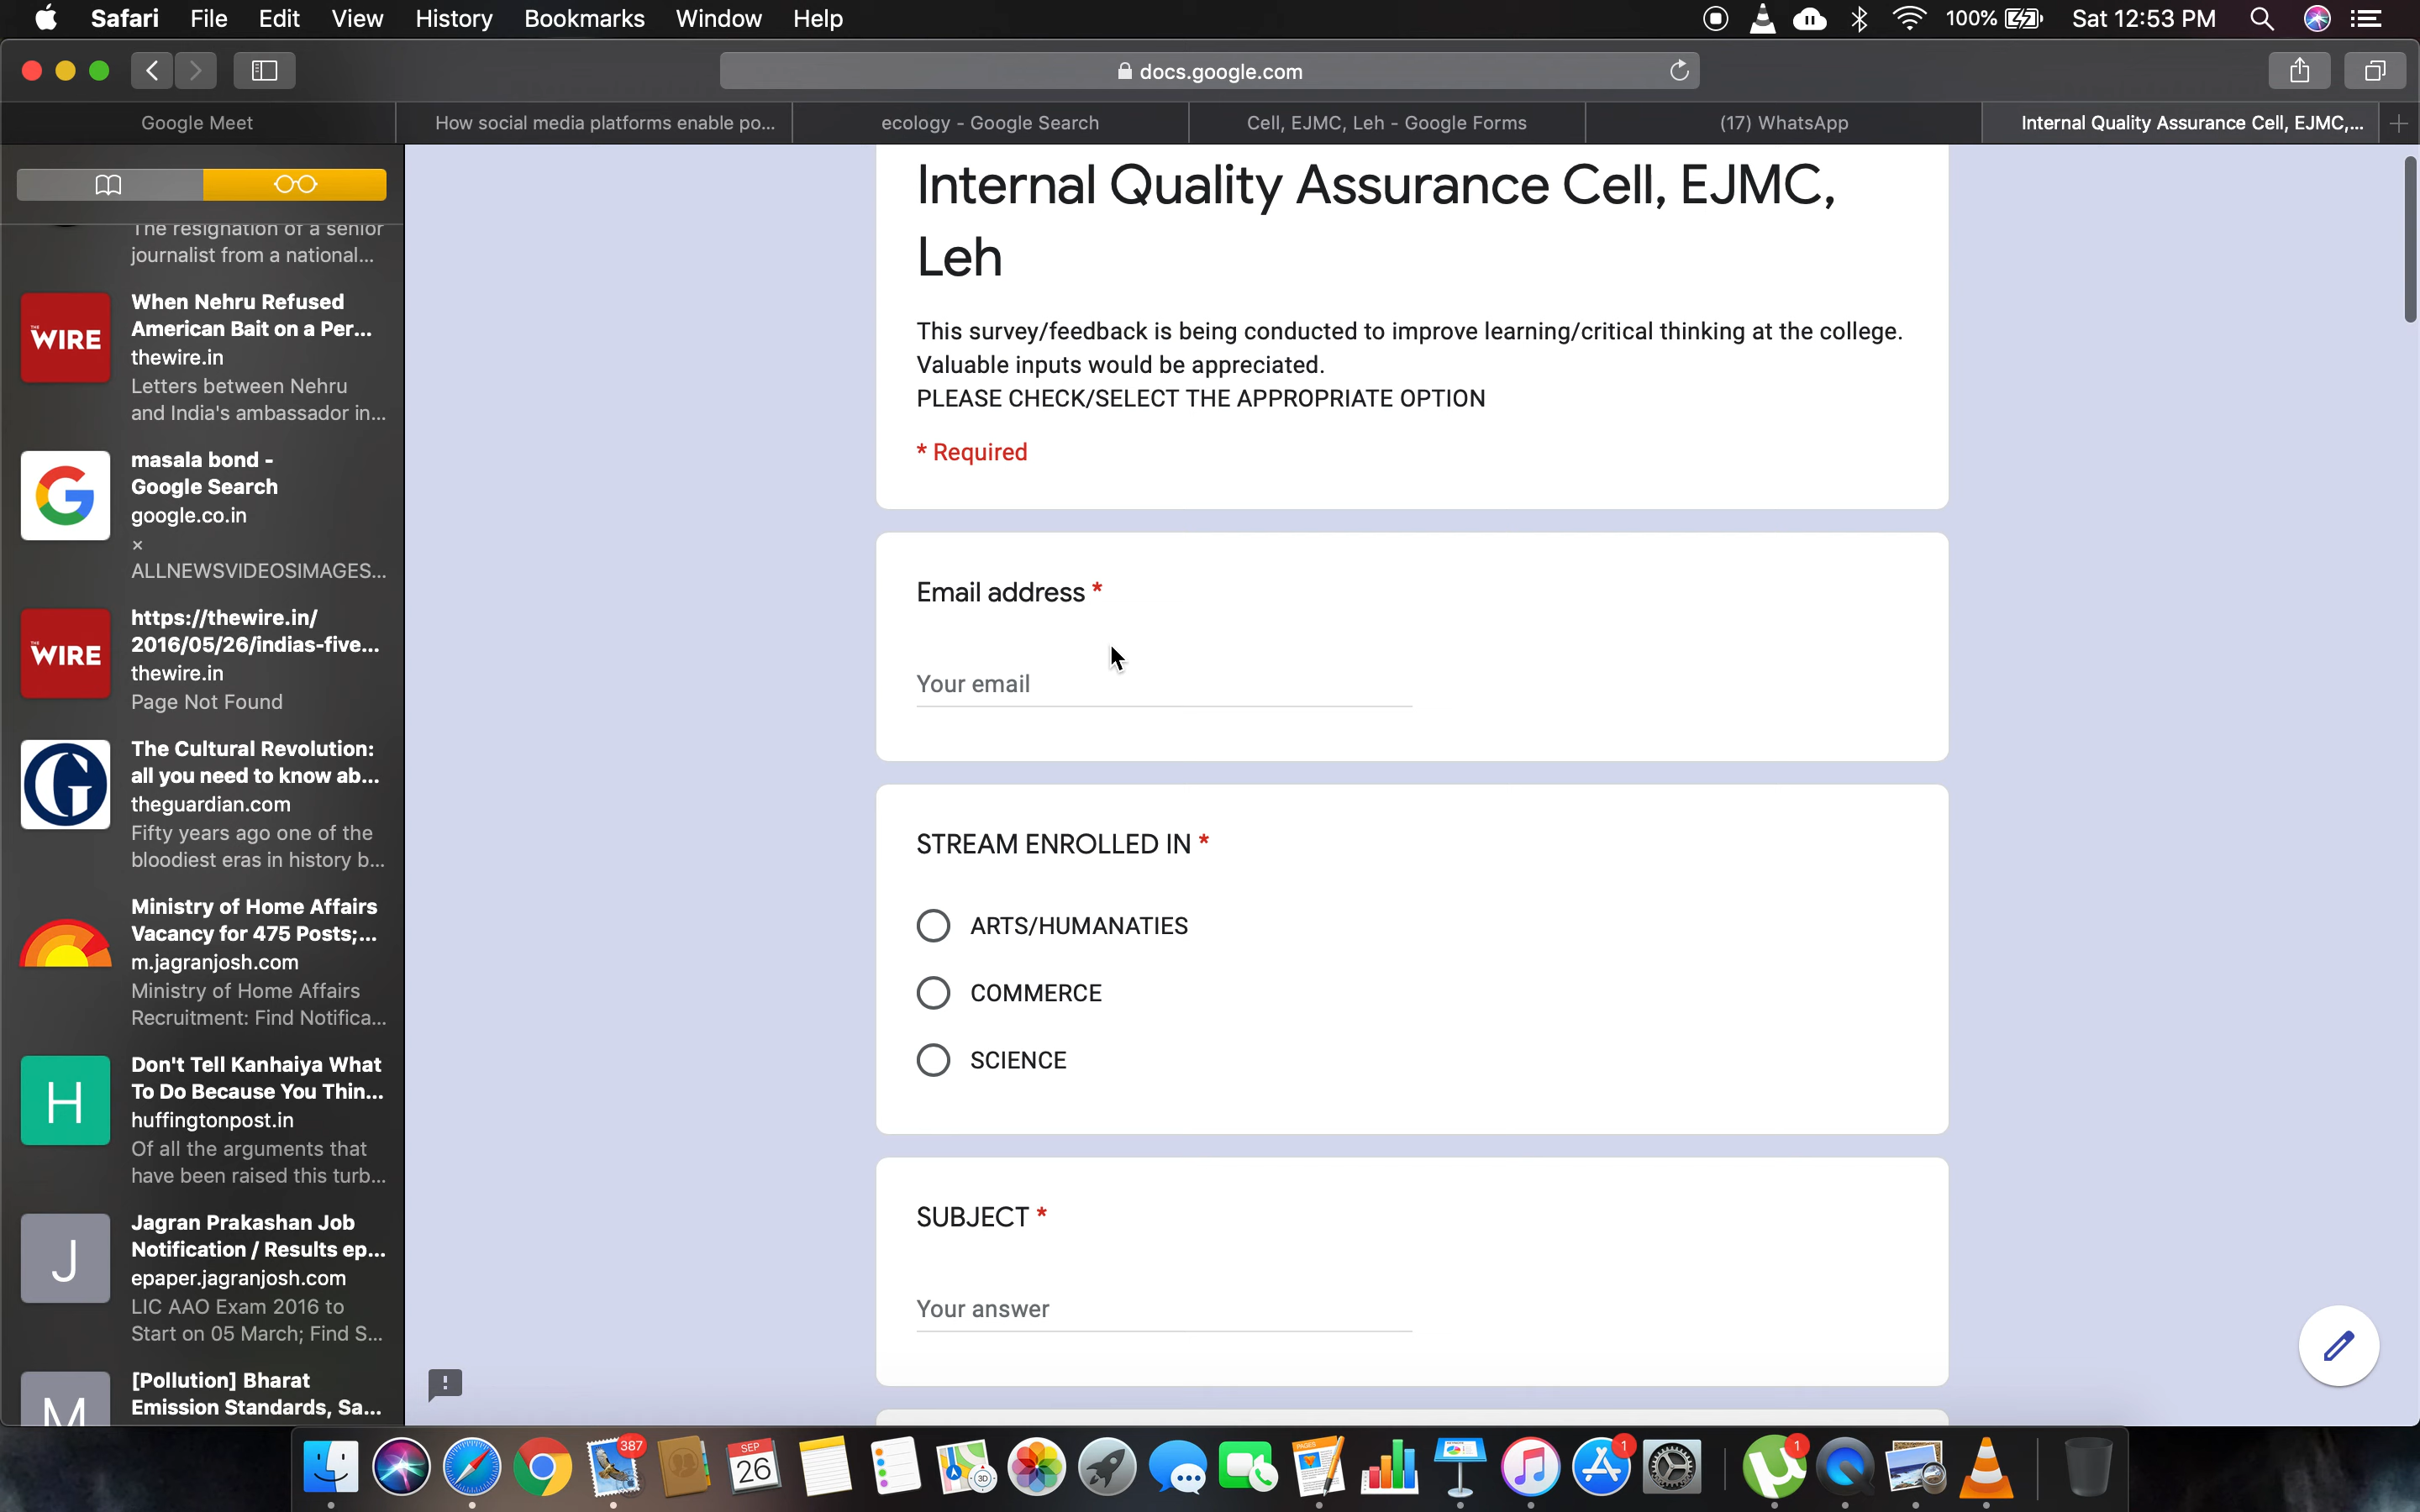 Safari File Edit View History Bookmarks Window Help 100% Sat 12:53 PM
docs.google.com
Google Meet
How social media platforms enable po...
ecology - Google Search
Cell, EJMC, Leh - Google Forms
(17) WhatsApp
Internal Quality Assurance Cell, EJMC,...
The resignation of a senior
journalist from a national...
THE WIRE
When Nehru Refused
American Bait on a Per...
thewire.in
Letters between Nehru
and India's ambassador in...
masala bond -
Google Search
google.co.in
×
ALLNEWSVIDEOSIMAGES...
THE WIRE
https://thewire.in/
2016/05/26/indias-five...
thewire.in
Page Not Found
The Cultural Revolution:
all you need to know ab...
theguardian.com
Fifty years ago one of the
bloodiest eras in history b...
Ministry of Home Affairs
Vacancy for 475 Posts;...
m.jagranjosh.com
Ministry of Home Affairs
Recruitment: Find Notifica...
H
Don't Tell Kanhaiya What
To Do Because You Thin...
huffingtonpost.in
Of all the arguments that
have been raised this turb...
J
Jagran Prakashan Job
Notification / Results ep...
epaper.jagranjosh.com
LIC AAO Exam 2016 to
Start on 05 March; Find S...
M
[Pollution] Bharat
Emission Standards, Sa...
Internal Quality Assurance Cell, EJMC,
Leh
This survey/feedback is being conducted to improve learning/critical thinking at the college.
Valuable inputs would be appreciated.
PLEASE CHECK/SELECT THE APPROPRIATE OPTION
* Required
Email address *
Your email
STREAM ENROLLED IN *
ARTS/HUMANATIES
COMMERCE
SCIENCE
SUBJECT *
Your answer
387
SEP
26
3D
PAGES
1
1